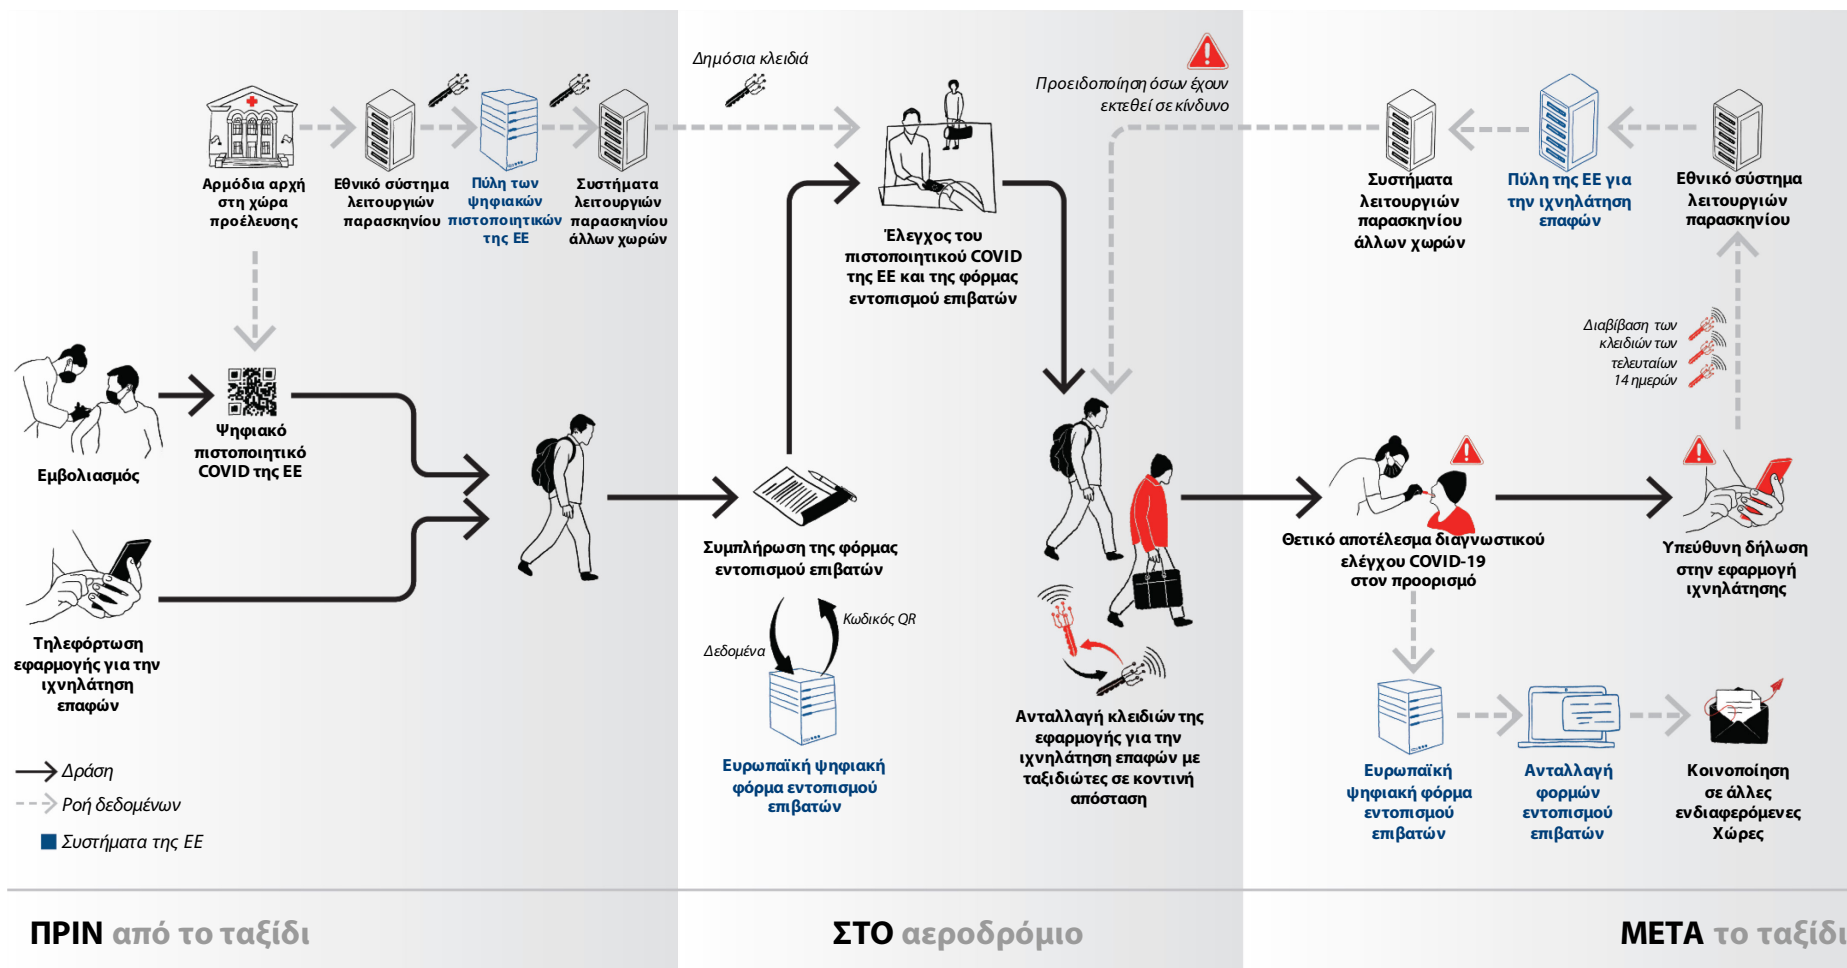 Αρμόδια αρχή
στη χώρα
προέλευσης
Εθνικό σύστημα
λειτουργιών
παρασκηνίου
Πύλη των
ψηφιακών
πιστοποιητικών
της ΕΕ
Συστήματα
λειτουργιών
παρασκηνίου
άλλων χωρών
Εμβολιασμός
Ψηφιακό
πιστοποιητικό
COVID της ΕΕ
Τηλεφόρτωση
εφαρμογής για την
ιχνηλάτηση
επαφών
Δράση
Ροή δεδομένων
Συστήματα της ΕΕ
ΠΡΙΝ από το ταξίδι
Δημόσια κλειδιά
Έλεγχος του
πιστοποιητικού COVID
της ΕΕ και της φόρμας
εντοπισμού επιβατών
Προειδοποίηση όσων έχουν
εκτεθεί σε κίνδυνο
Συμπλήρωση της φόρμας
εντοπισμού επιβατών
Δεδομένα
Κωδικός QR
Ευρωπαϊκή ψηφιακή
φόρμα εντοπισμού
επιβατών
Ανταλλαγή κλειδιών της
εφαρμογής για την
ιχνηλάτηση επαφών με
ταξιδιώτες σε κοντινή
απόσταση
ΣΤΟ αεροδρόμιο
Συστήματα
λειτουργιών
παρασκηνίου
άλλων χωρών
Πύλη της ΕΕ για
την ιχνηλάτηση
επαφών
Εθνικό σύστημα
λειτουργιών
παρασκηνίου
Διαβίβαση των
κλειδιών των
τελευταίων
14 ημερών
Θετικό αποτέλεσμα διαγνωστικού
ελέγχου COVID-19
στον προορισμό
Υπεύθυνη δήλωση
στην εφαρμογή
ιχνηλάτησης
Ευρωπαϊκή
ψηφιακή φόρμα
εντοπισμού
επιβατών
Ανταλλαγή
φορμών
εντοπισμού
επιβατών
Κοινοποίηση
σε άλλες
ενδιαφερόμενες
Χώρες
ΜΕΤΑ το ταξίδι